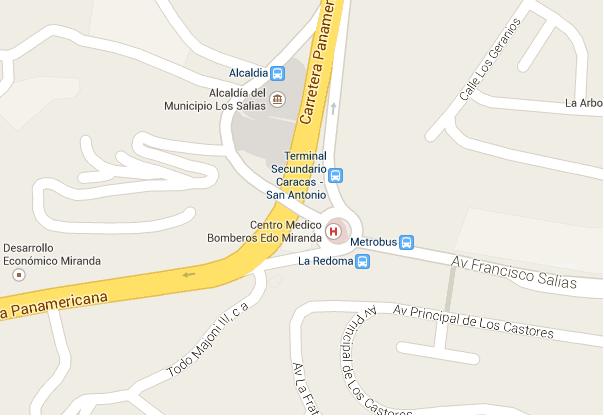 Carretera Panamer
Calle Los Geranios
Alcaldia
Alcaldía del
Municipio Los Salias
La Arbo
Terminal
Secundario
Caracas -
San Antonio
Centro Medico
Bomberos Edo Miranda
H
Metrobus
La Redoma
Av Francisco Salias
Desarrollo
Económico Miranda
a Panamericana
Todo Majoni III/, c a
Av Principal de Los Castores
Av Principal de Los Castores
Av La Frat